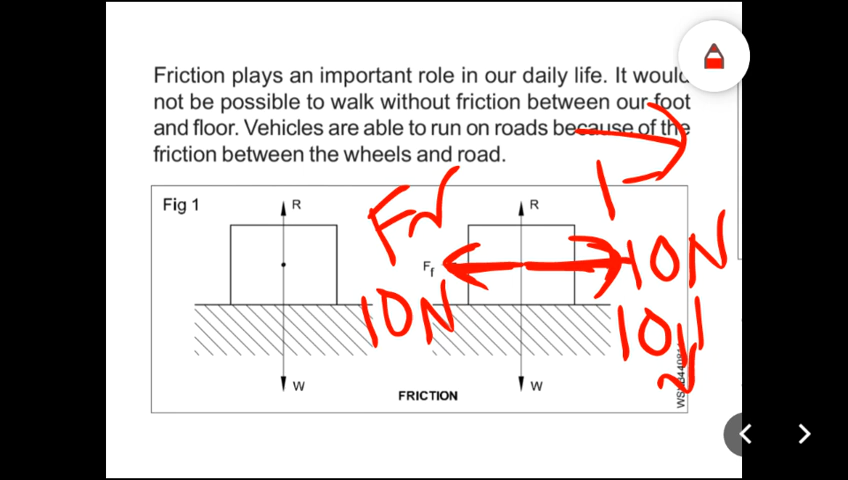 Friction plays an important role in our daily life. It would
not be possible to walk without friction between our foot
and floor. Vehicles are able to run on roads because of the
friction between the wheels and road.
Fig 1
R
R
Fr
Ff
10N
10N
W
W
FRICTION